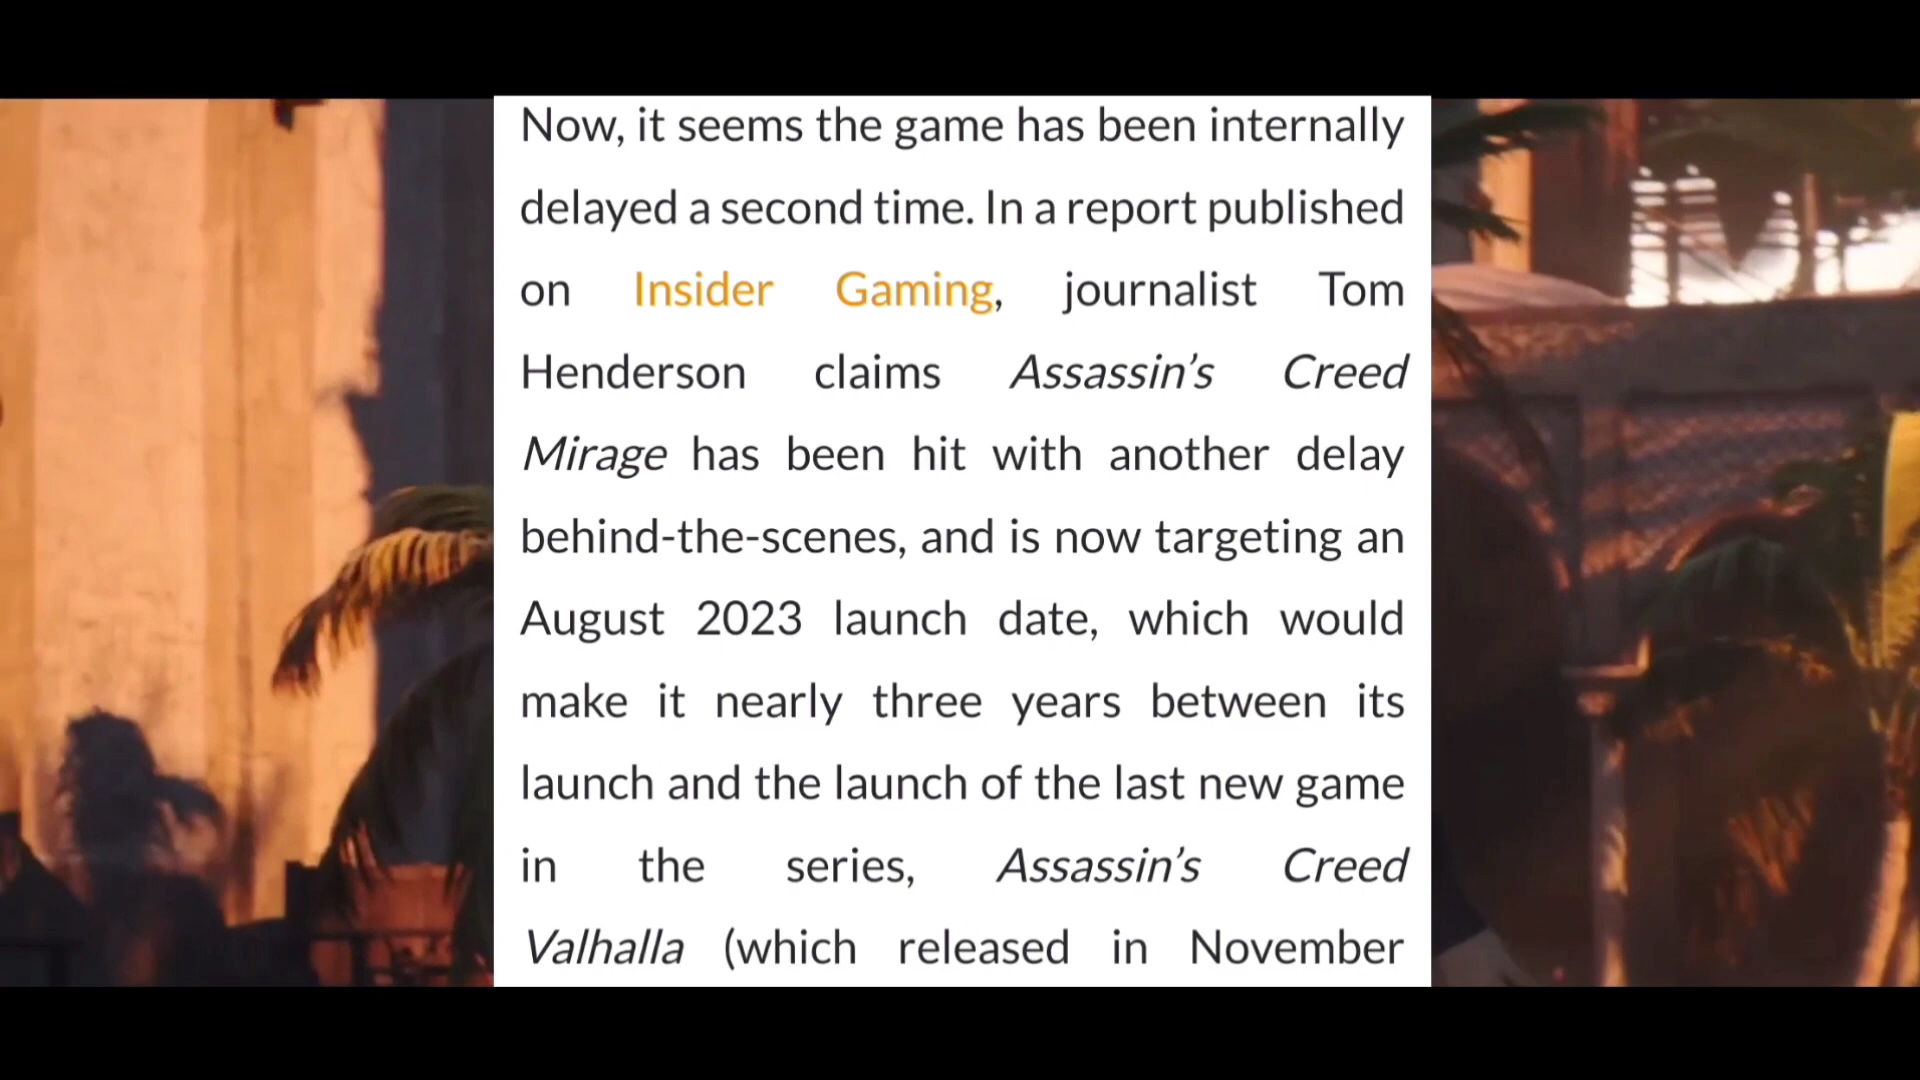 Now, it seems the game has been internally
delayed a second time. In a report published
on Insider Gaming, journalist Tom
Henderson claims Assassin’s Creed
Mirage has been hit with another delay
behind-the-scenes, and is now targeting an
August 2023 launch date, which would
make it nearly three years between its
launch and the launch of the last new game
in the series, Assassin’s Creed
Valhalla (which released in November